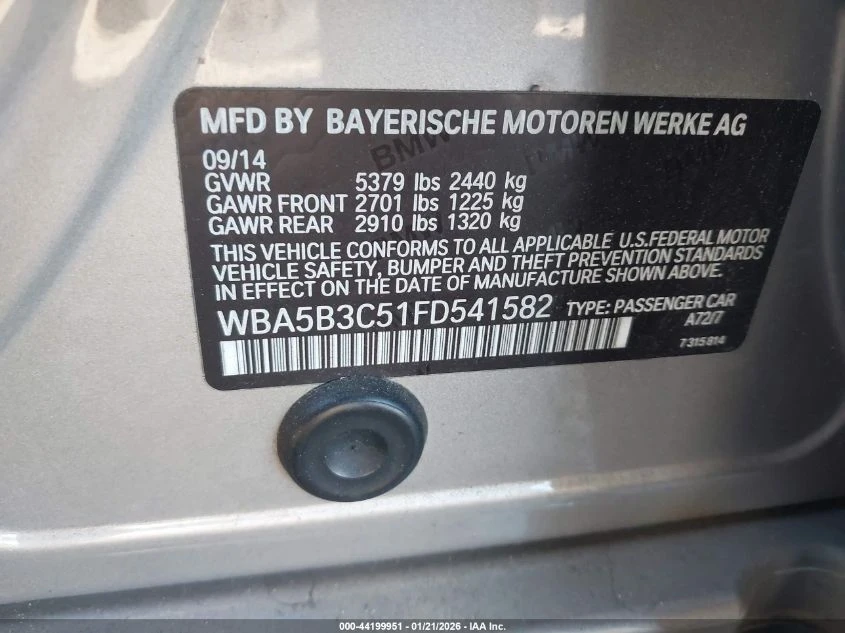 MFD BY BAYERISCHE MOTOREN WERKE AG
09/14
GVWR 5379 lbs 2440 kg
GAWR FRONT 2701 lbs 1225 kg
GAWR REAR 2910 lbs 1320 kg
THIS VEHICLE CONFORMS TO ALL APPLICABLE U.S.FEDERAL MOTOR
VEHICLE SAFETY, BUMPER AND THEFT PREVENTION STANDARDS
IN EFFECT ON THE DATE OF MANUFACTURE SHOWN ABOVE.
WBA5B3C51FD541582 TYPE: PASSENGER CAR
A72/7
7315814
000-44199951 - 01/21/2026 - IAA Inc.